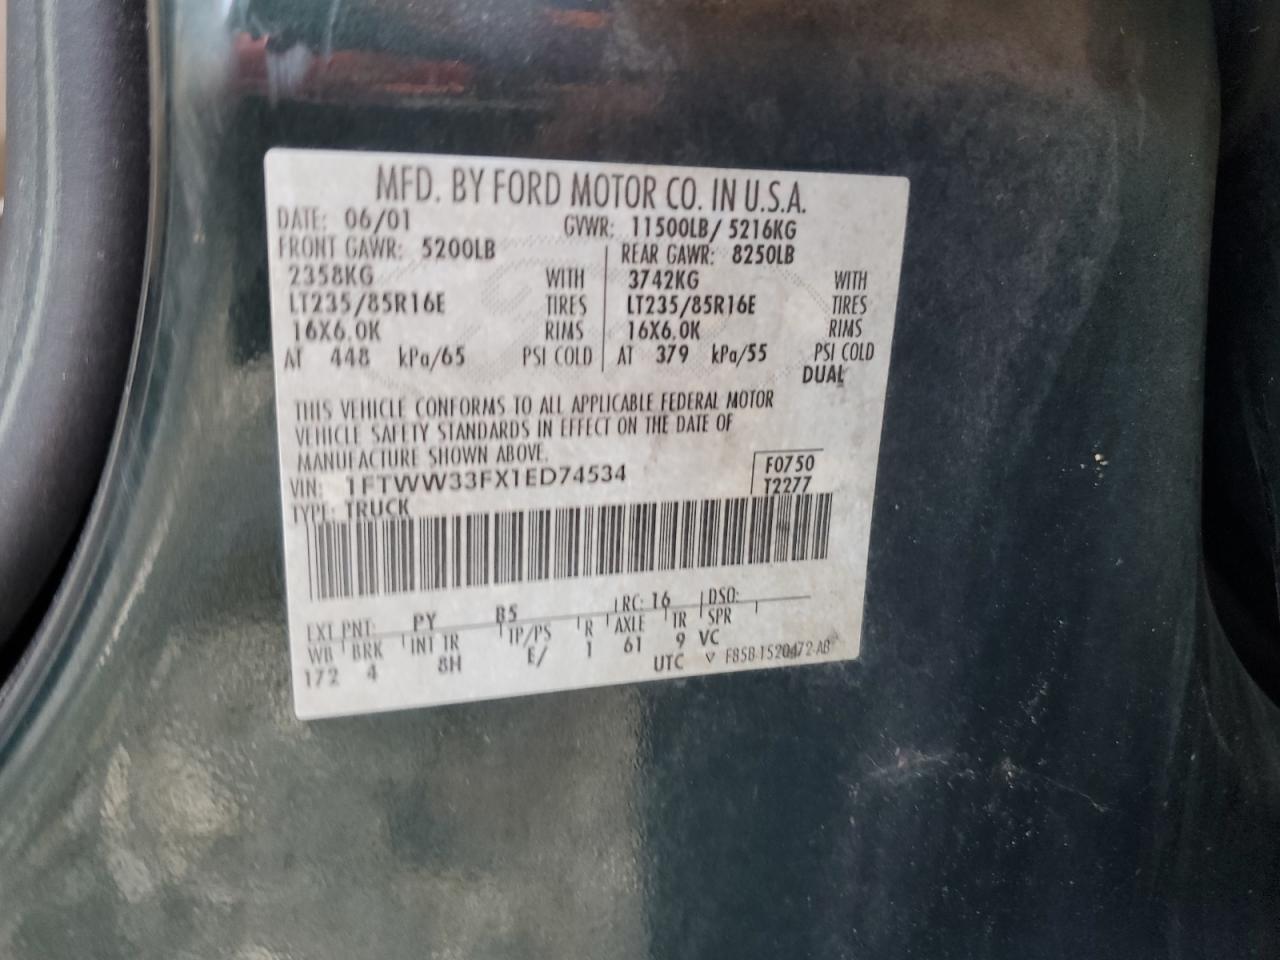 MFD. BY FORD MOTOR CO. IN U.S.A.
DATE: 06/01 GVWR: 11500LB/ 5216KG
FRONT GAWR: 5200LB REAR GAWR: 8250LB
2358KG WITH 3742KG WITH
LT235/85R16E TIRES LT235/85R16E TIRES
16X6.0K RIMS 16X6.0K RIMS
AT 448 kPa/65 PSI COLD AT 379 kPa/55 PSI COLD
DUAL
THIS VEHICLE CONFORMS TO ALL APPLICABLE FEDERAL MOTOR
VEHICLE SAFETY STANDARDS IN EFFECT ON THE DATE OF
MANUFACTURE SHOWN ABOVE.
VIN: 1FTWW33FX1ED74534 F0750
TYPE: TRUCK T2277
EXT PNT: PY B5 RC: 16 DSO:
WB BRK INT TR TP/PS R AXLE TR SPR
172 4 8H E/ 1 61 9 VC
UTC ▽ F85B-1520472-AB